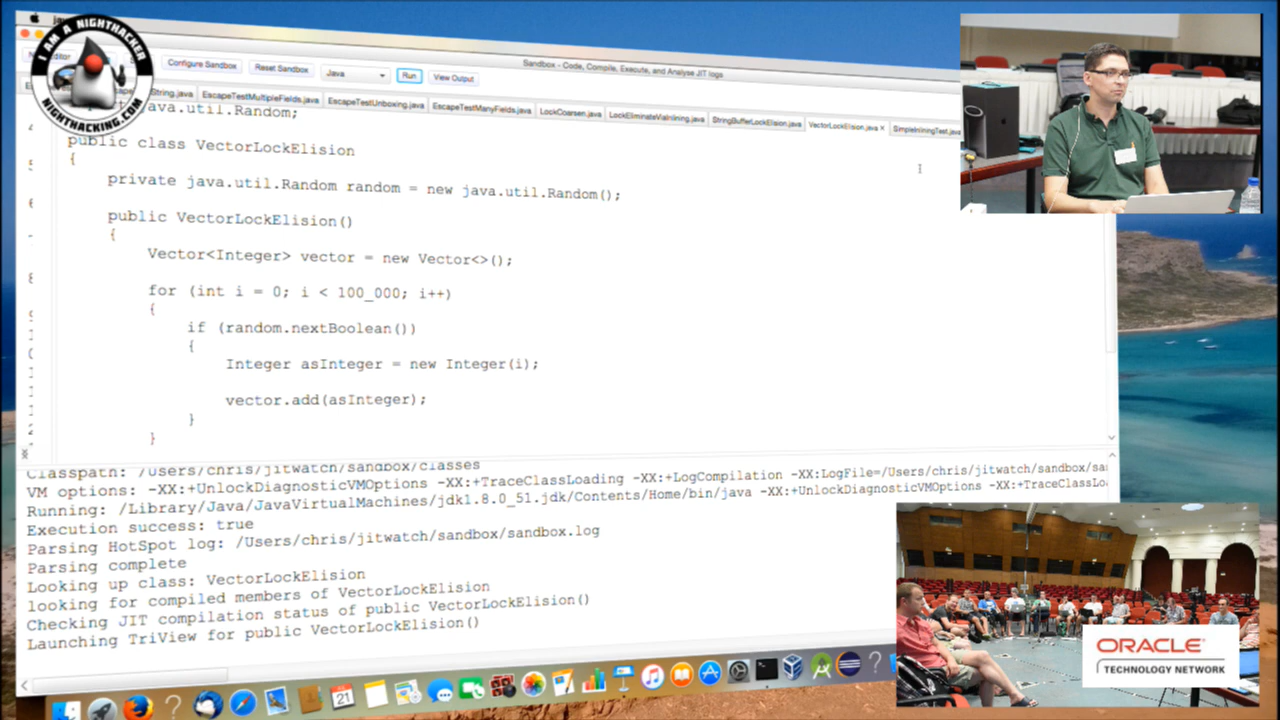 I AM A NIGHTHACKER
NIGHTHACKING.COM
Sandbox - Code, Compile, Execute, and Analyse JIT logs
Configure Sandbox
Reset Sandbox
Java
Run
View Output
String.java
EscapeTestMultipleFields.java
EscapeTestUnboxing.java
EscapeTestManyFields.java
LockCoarsen.java
LockEliminateViaInlining.java
StringBufferLockElision.java
VectorLockElision.java ×
SimpleInliningTest.java
java.util.Random;
public class VectorLockElision
{
private java.util.Random random = new java.util.Random();
public VectorLockElision()
{
Vector<Integer> vector = new Vector<>();
for (int i = 0; i < 100_000; i++)
{
if (random.nextBoolean())
{
Integer asInteger = new Integer(i);
vector.add(asInteger);
}
}
Classpath: /Users/chris/jitwatch/sandbox/classes
VM options: -XX:+UnlockDiagnosticVMOptions -XX:+TraceClassLoading -XX:+LogCompilation -XX:LogFile=/Users/chris/jitwatch/sandbox/sa
Running: /Library/Java/JavaVirtualMachines/jdk1.8.0_51.jdk/Contents/Home/bin/java -XX:+UnlockDiagnosticVMOptions -XX:+TraceClassLo
Execution success: true
Parsing HotSpot log: /Users/chris/jitwatch/sandbox/sandbox.log
Parsing complete
Looking up class: VectorLockElision
looking for compiled members of VectorLockElision
Checking JIT compilation status of public VectorLockElision()
Launching TriView for public VectorLockElision()
21
ORACLE
TECHNOLOGY NETWORK